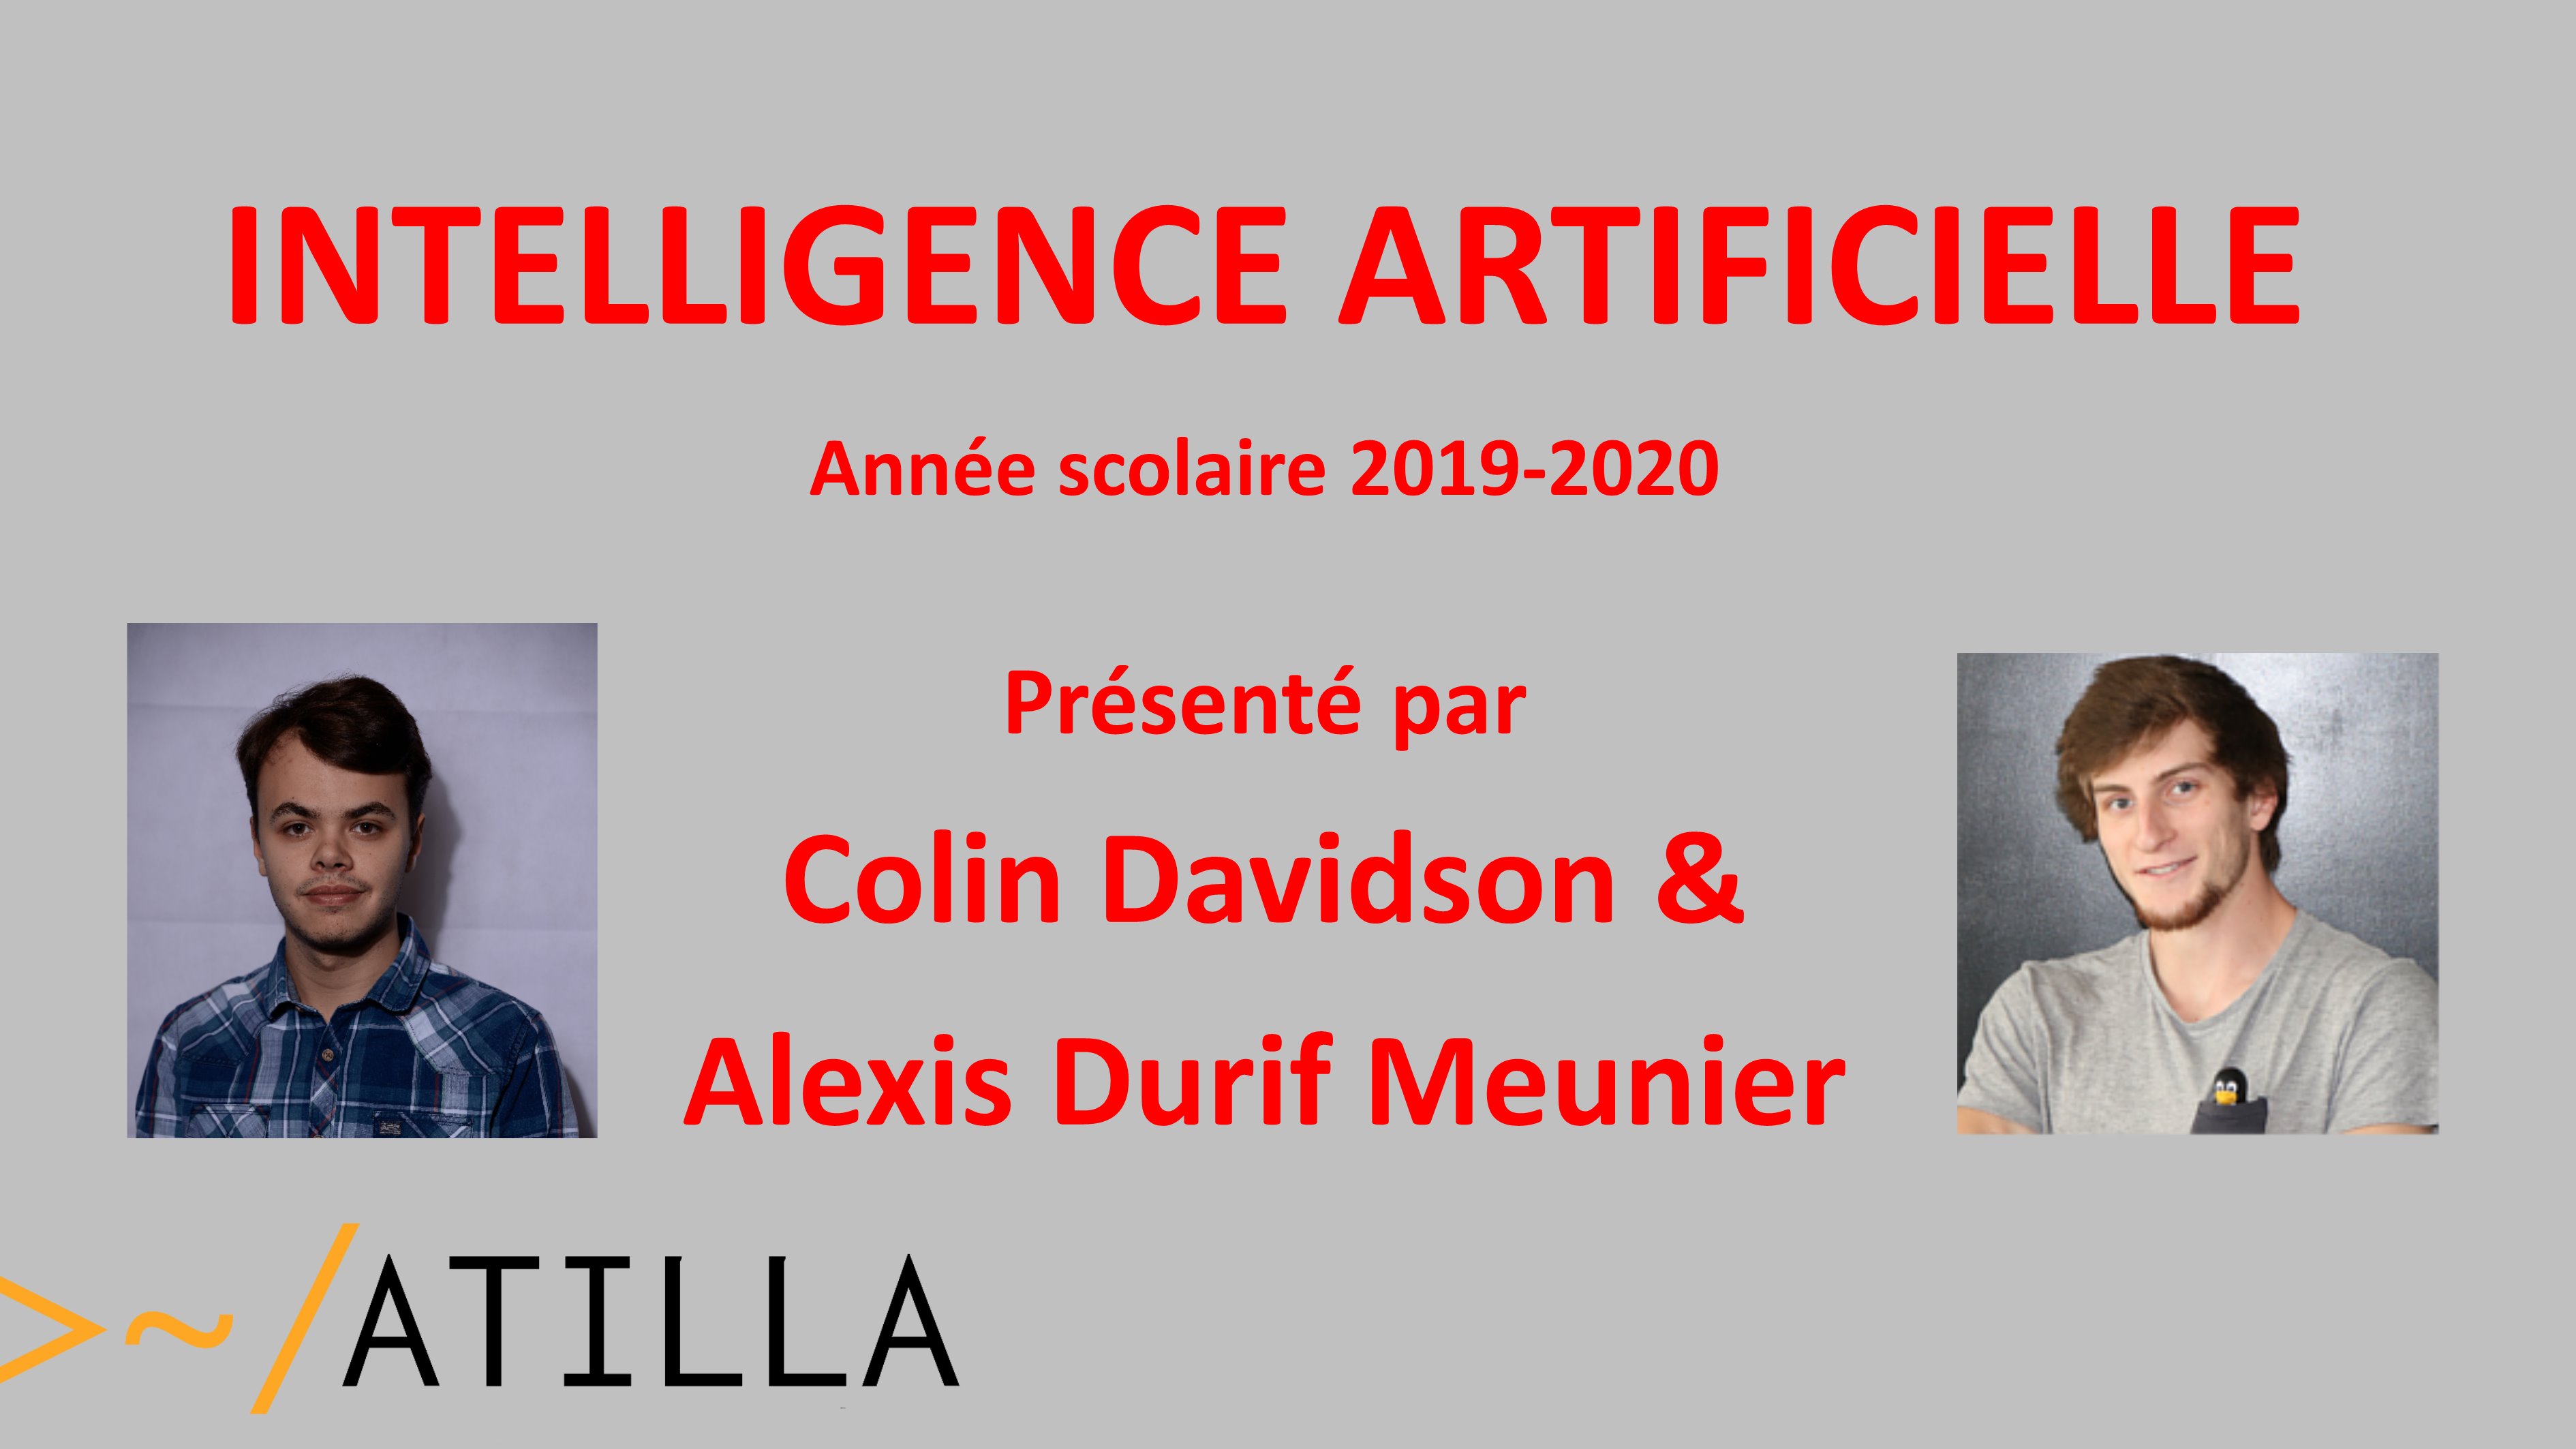 INTELLIGENCE ARTIFICIELLE
Année scolaire 2019-2020
Présenté par
Colin Davidson &
Alexis Durif Meunier
>~/ATILLA